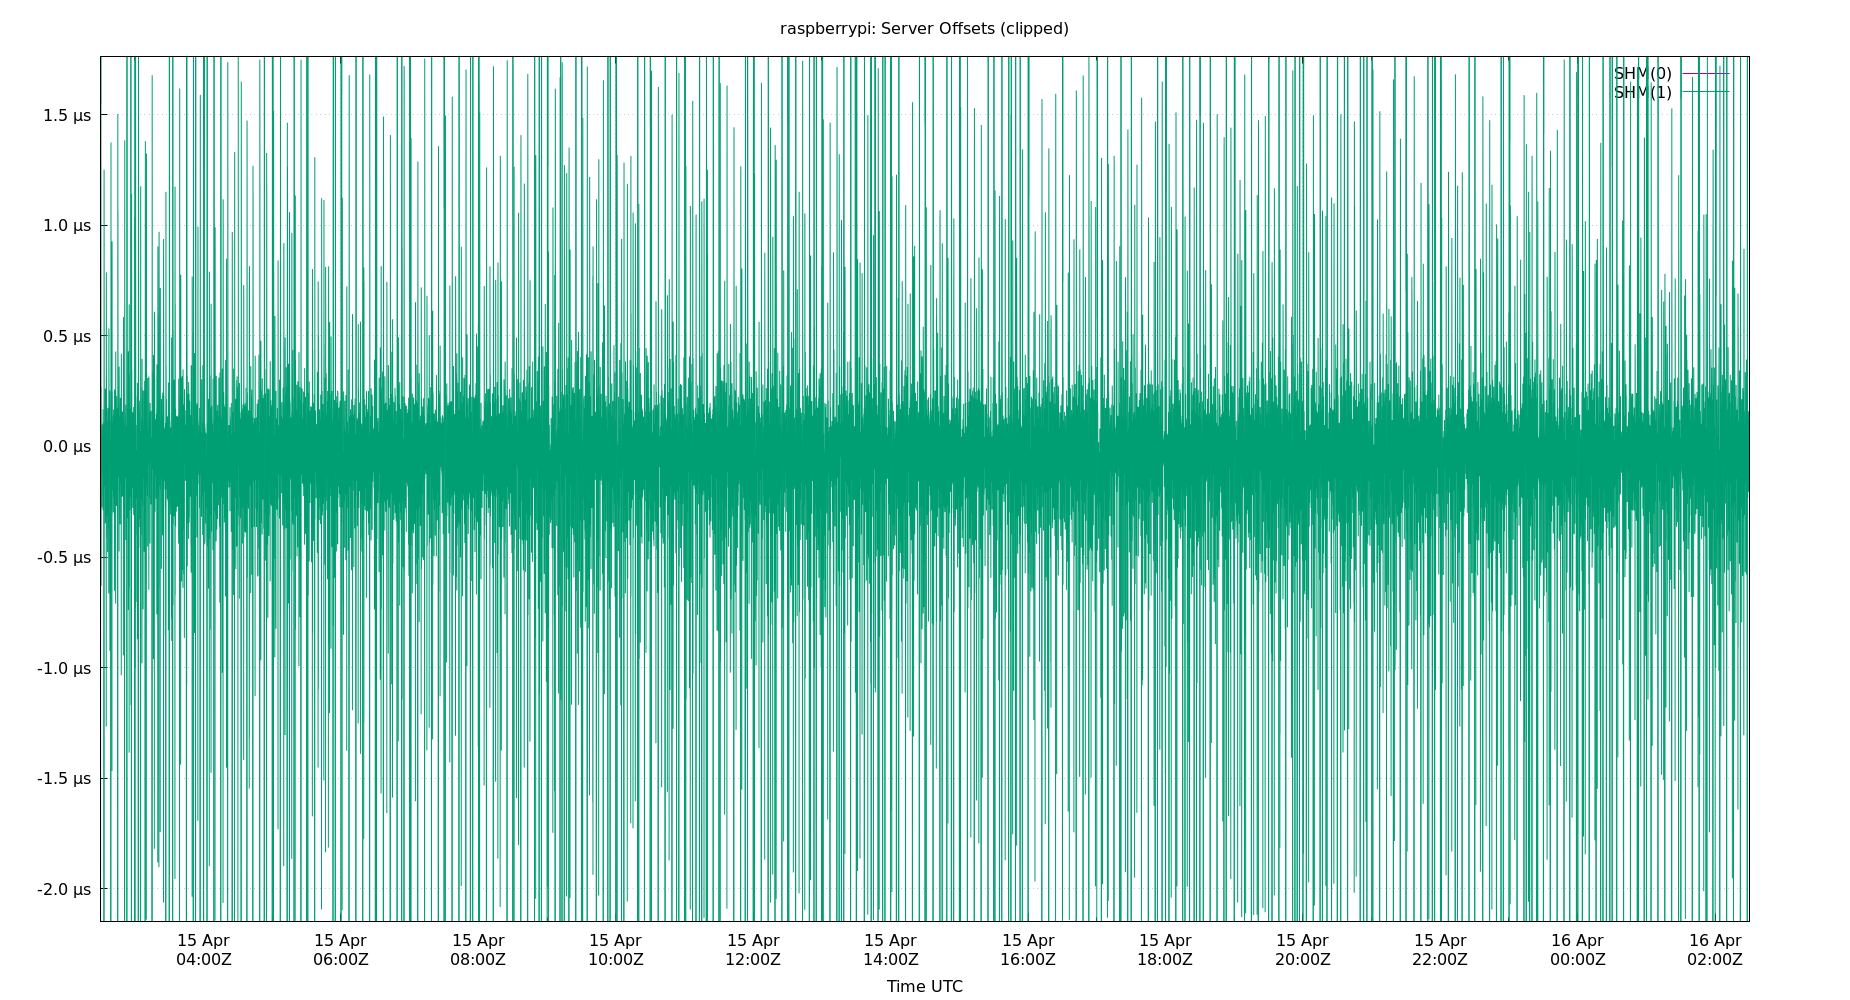 raspberrypi: Server Offsets (clipped)
SHM(0)
SHM(1)
1.5 µs
1.0 µs
0.5 µs
0.0 µs
-0.5 µs
-1.0 µs
-1.5 µs
-2.0 µs
15 Apr 15 Apr 15 Apr 15 Apr 15 Apr 15 Apr 15 Apr 15 Apr 15 Apr 15 Apr 16 Apr 16 Apr
04:00Z 06:00Z 08:00Z 10:00Z 12:00Z 14:00Z 16:00Z 18:00Z 20:00Z 22:00Z 00:00Z 02:00Z
Time UTC